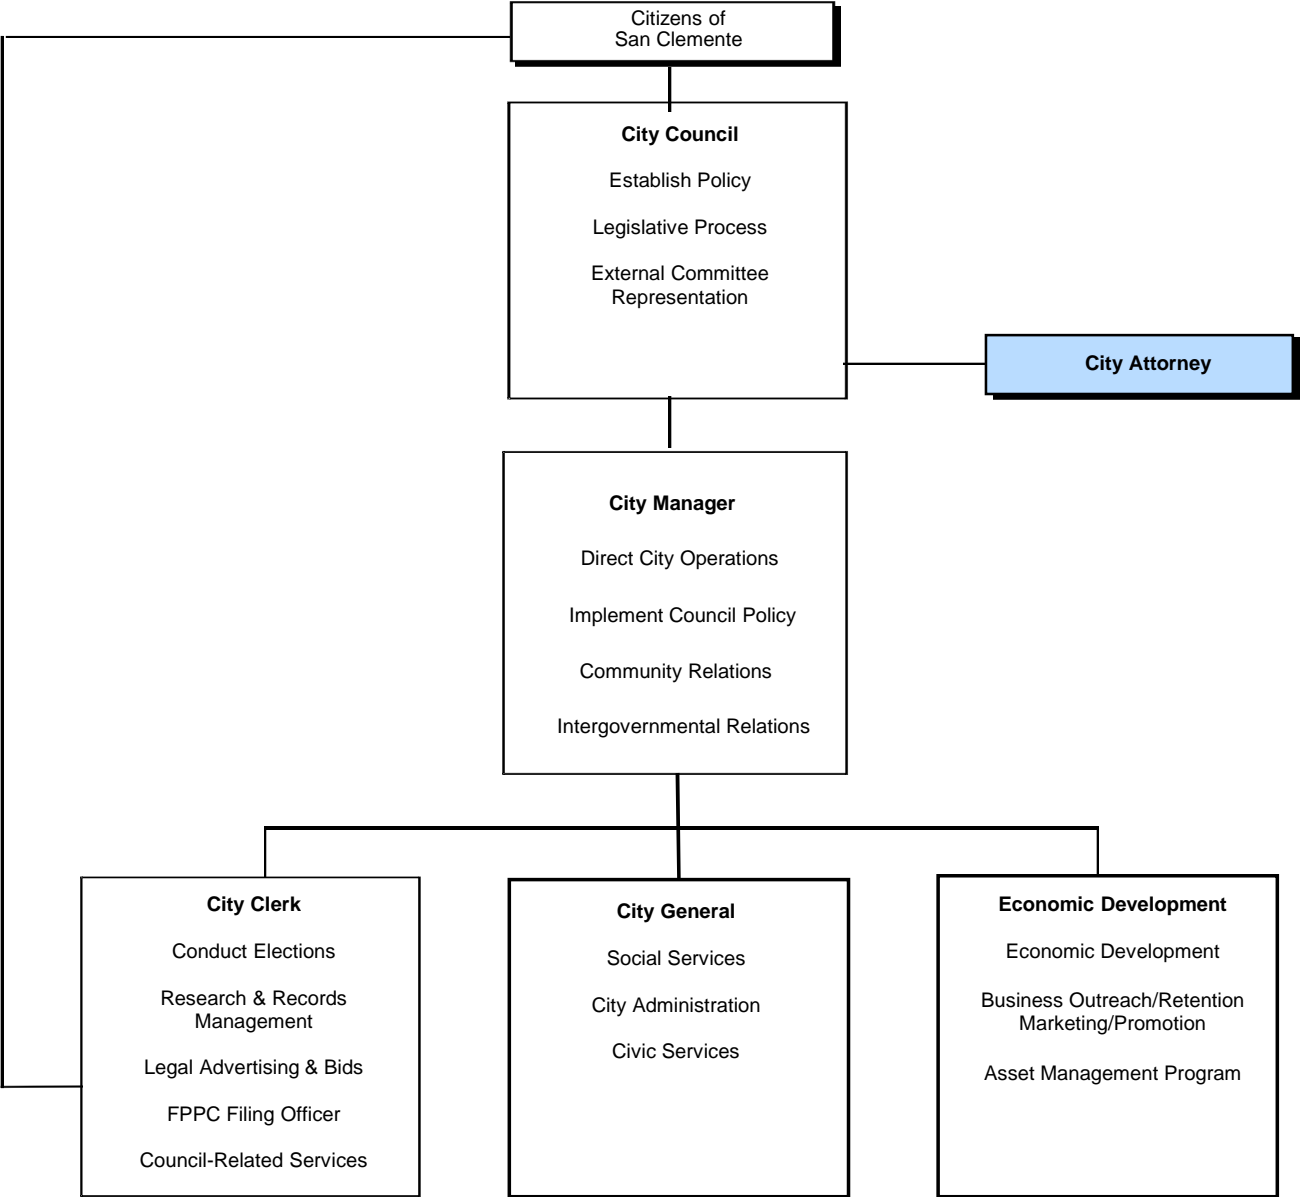 Citizens of
San Clemente
City Council
Establish Policy
Legislative Process
External Committee
Representation
City Attorney
City Manager
Direct City Operations
Implement Council Policy
Community Relations
Intergovernmental Relations
City Clerk
Conduct Elections
Research & Records
Management
Legal Advertising & Bids
FPPC Filing Officer
Council-Related Services
City General
Social Services
City Administration
Civic Services
Economic Development
Economic Development
Business Outreach/Retention
Marketing/Promotion
Asset Management Program